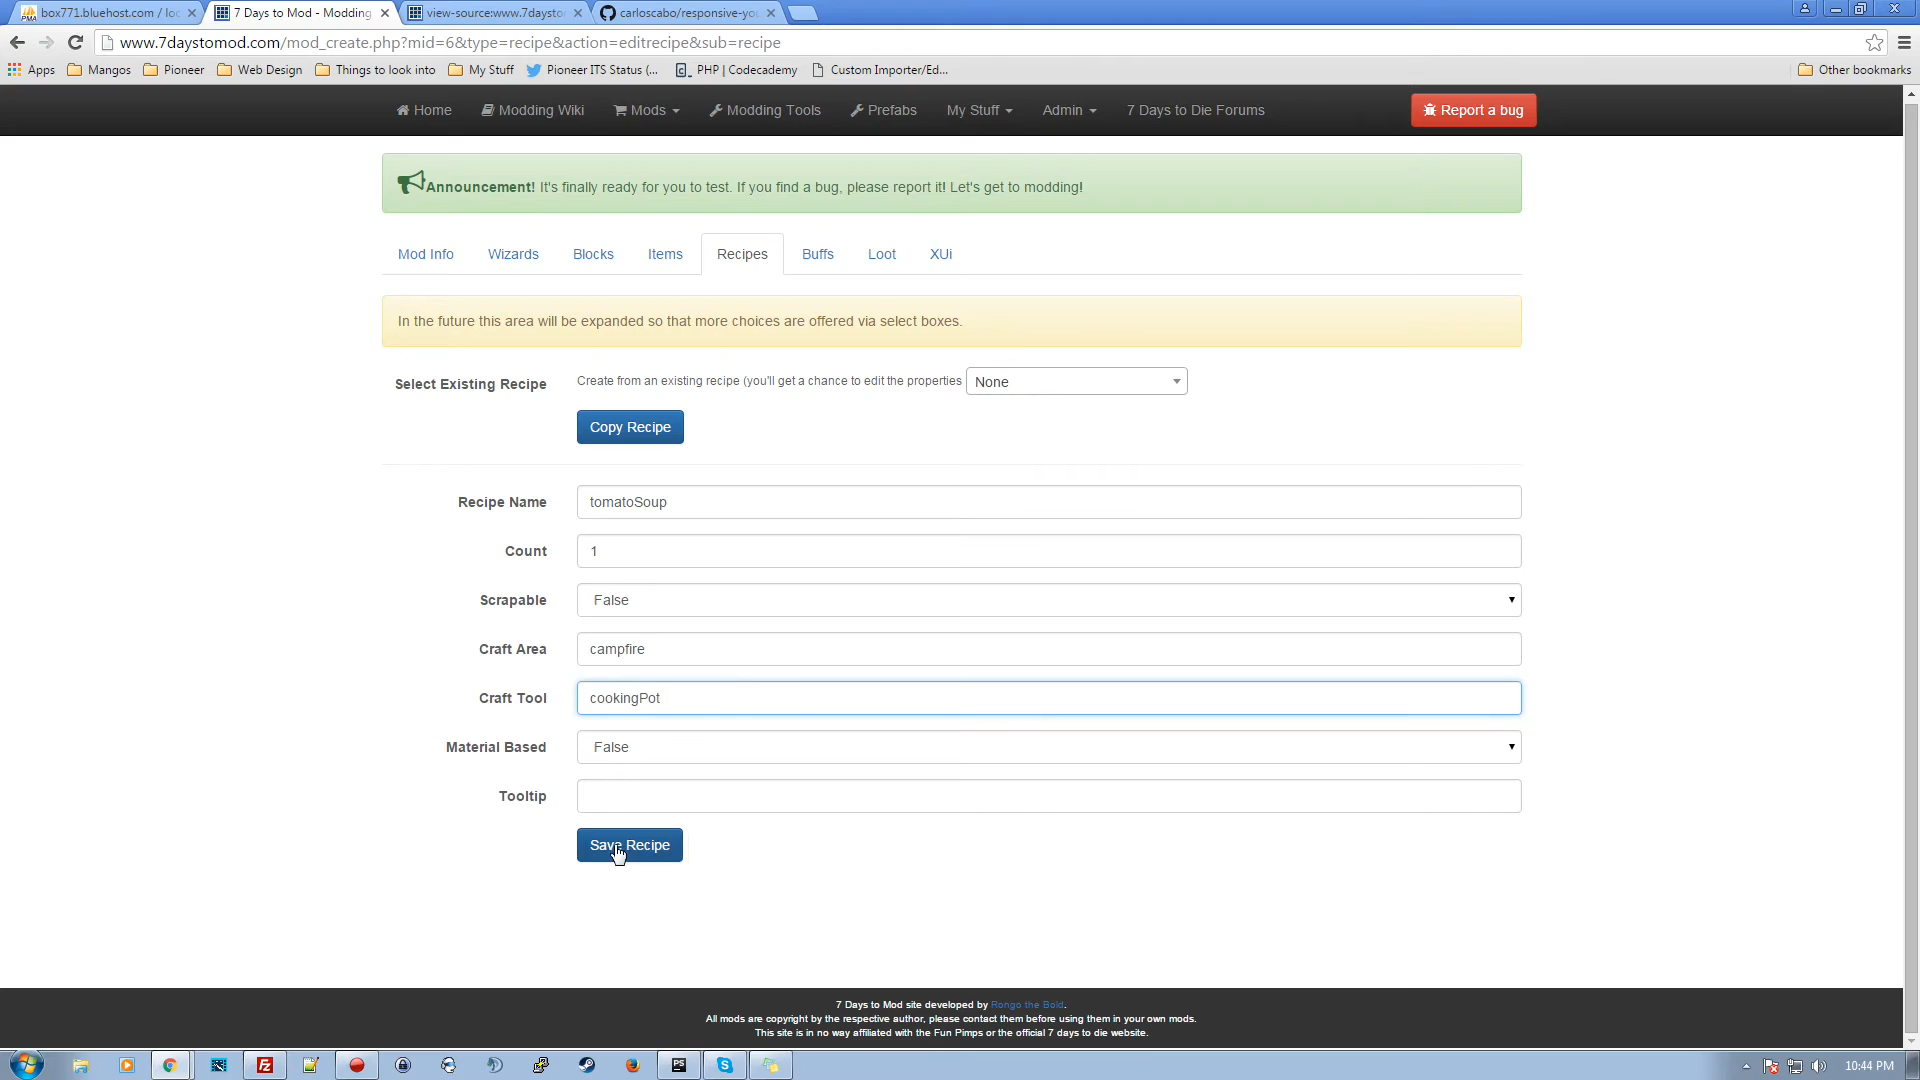 box771.bluehost.com / loc
7 Days to Mod - Modding
view-source:www.7daysto
carloscabo/responsive-yo
www.7daystomod.com/mod_create.php?mid=6&type=recipe&action=editrecipe&sub=recipe
Apps Mangos Pioneer Web Design Things to look into My Stuff Pioneer ITS Status (... PHP | Codecademy Custom Importer/Ed... Other bookmarks
Home Modding Wiki Mods Modding Tools Prefabs My Stuff Admin 7 Days to Die Forums Report a bug
Announcement! It's finally ready for you to test. If you find a bug, please report it! Let's get to modding!
Mod Info Wizards Blocks Items Recipes Buffs Loot XUi
In the future this area will be expanded so that more choices are offered via select boxes.
Select Existing Recipe Create from an existing recipe (you'll get a chance to edit the properties None
Copy Recipe
Recipe Name tomatoSoup
Count 1
Scrapable False
Craft Area campfire
Craft Tool cookingPot
Material Based False
Tooltip
Save Recipe
7 Days to Mod site developed by Rongo the Bold.
All mods are copyright by the respective author, please contact them before using them in your own mods.
This site is in no way affiliated with the Fun Pimps or the official 7 days to die website.
10:44 PM